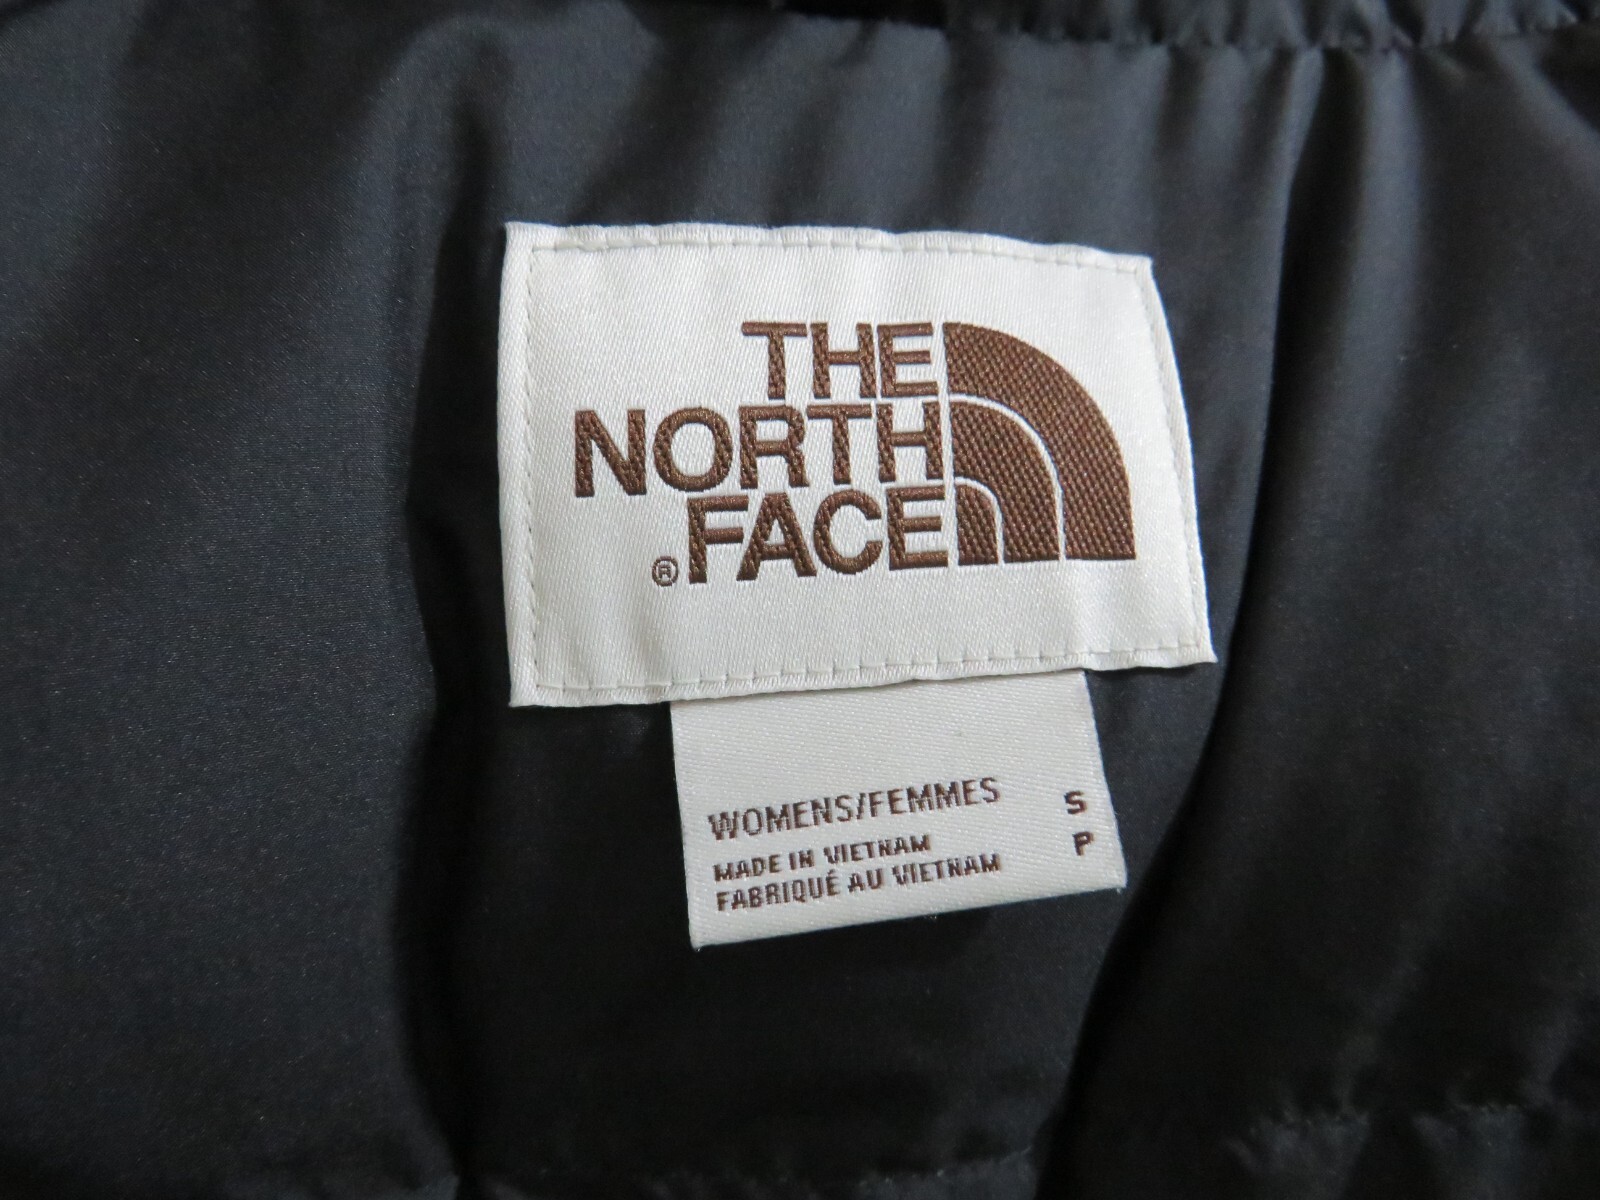 THE
NORTH
® FACE
WOMENS/FEMMES S
MADE IN VIETNAM P
FABRIQUÉ AU VIETNAM